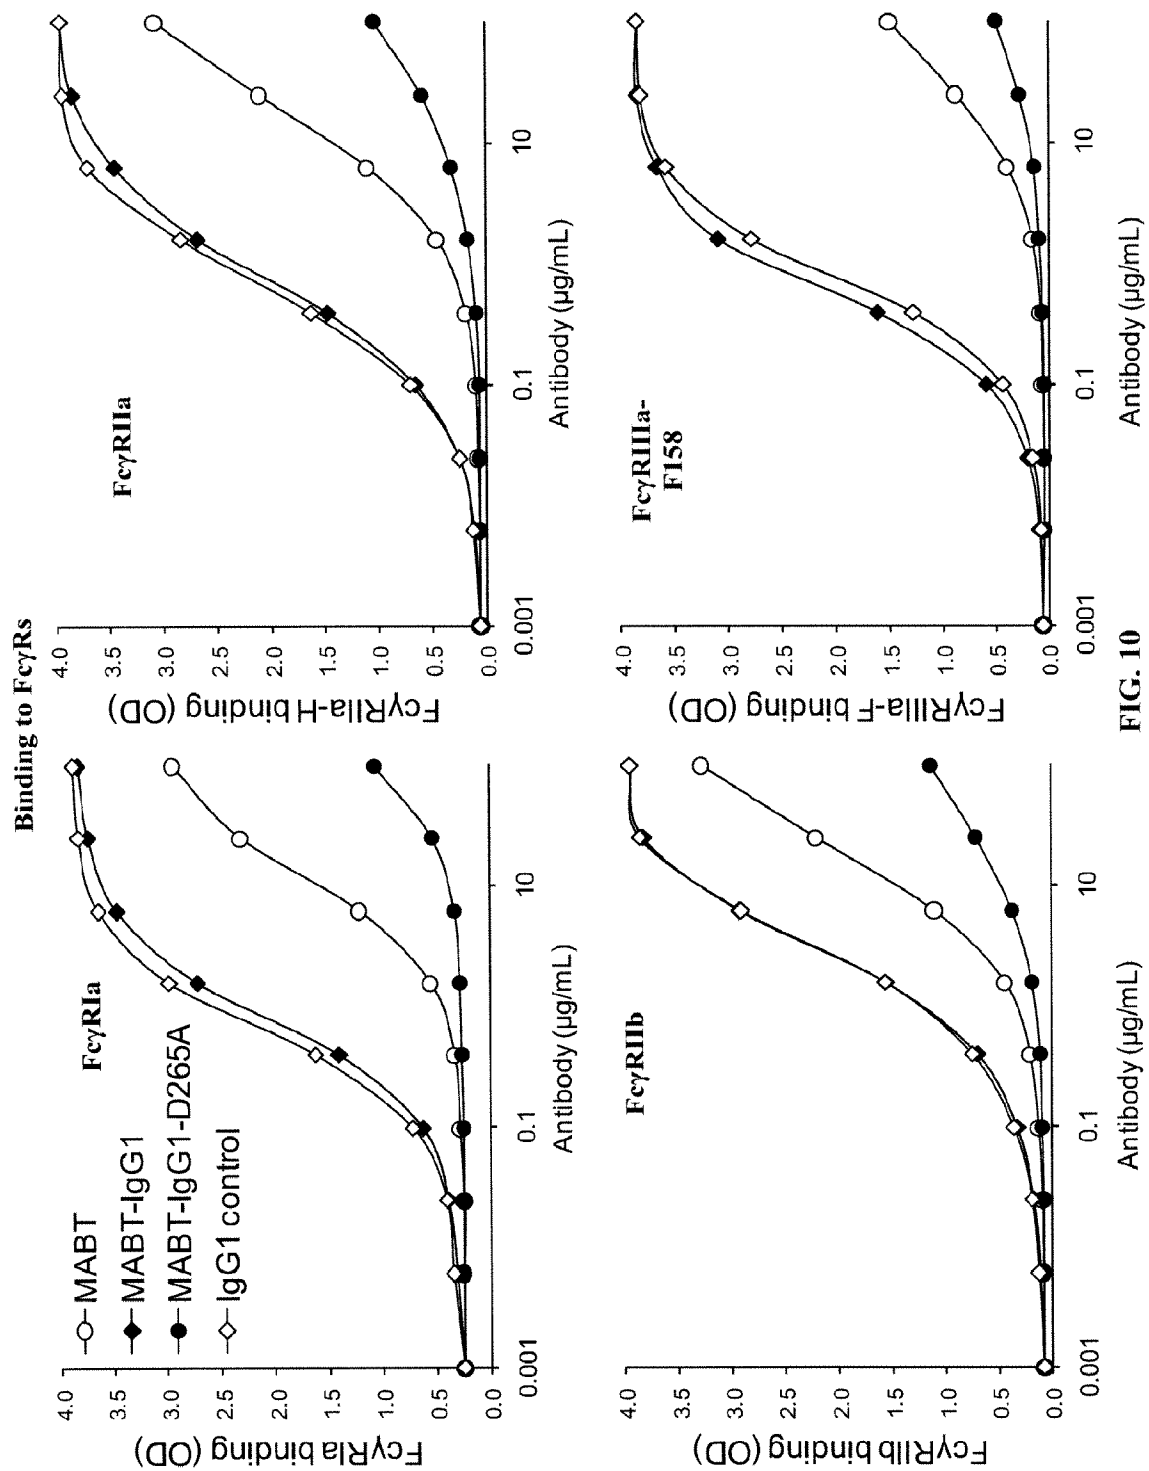 Binding to FcγRs
FcγRIa
FcγRIa binding (OD)
4.0
3.5
3.0
2.5
2.0
1.5
1.0
0.5
0.0
MABT
MABT-IgG1
MABT-IgG1-D265A
IgG1 control
0.001
0.1
10
Antibody (µg/mL)
FcγRIIa
FcγRIIa-H binding (OD)
4.0
3.5
3.0
2.5
2.0
1.5
1.0
0.5
0.0
0.001
0.1
10
Antibody (µg/mL)
FcγRIIb
FcγRIIb binding (OD)
4.0
3.5
3.0
2.5
2.0
1.5
1.0
0.5
0.0
0.001
0.1
10
Antibody (µg/mL)
FcγRIIIa-
F158
FcγRIIIa-F binding (OD)
4.0
3.5
3.0
2.5
2.0
1.5
1.0
0.5
0.0
0.001
0.1
10
Antibody (µg/mL)
FIG. 10